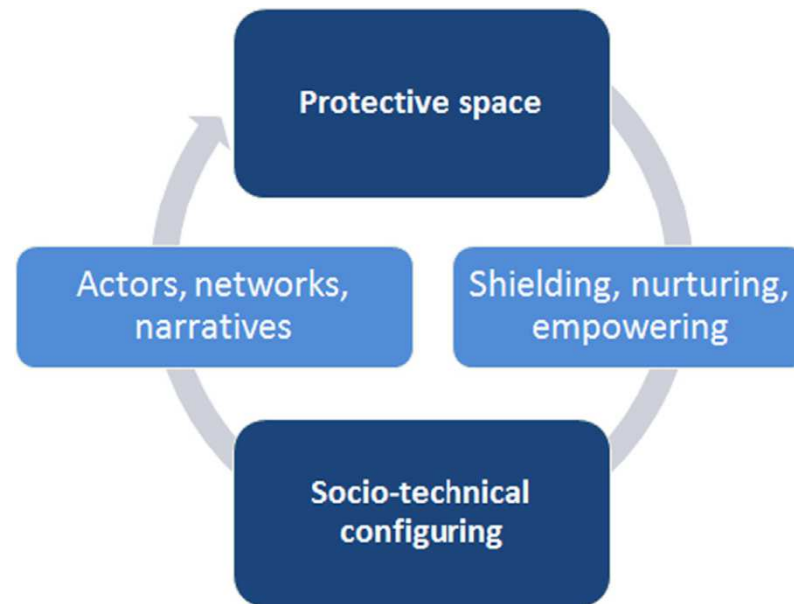 Protective space
Actors, networks,
narratives
Shielding, nurturing,
empowering
Socio-technical
configuring